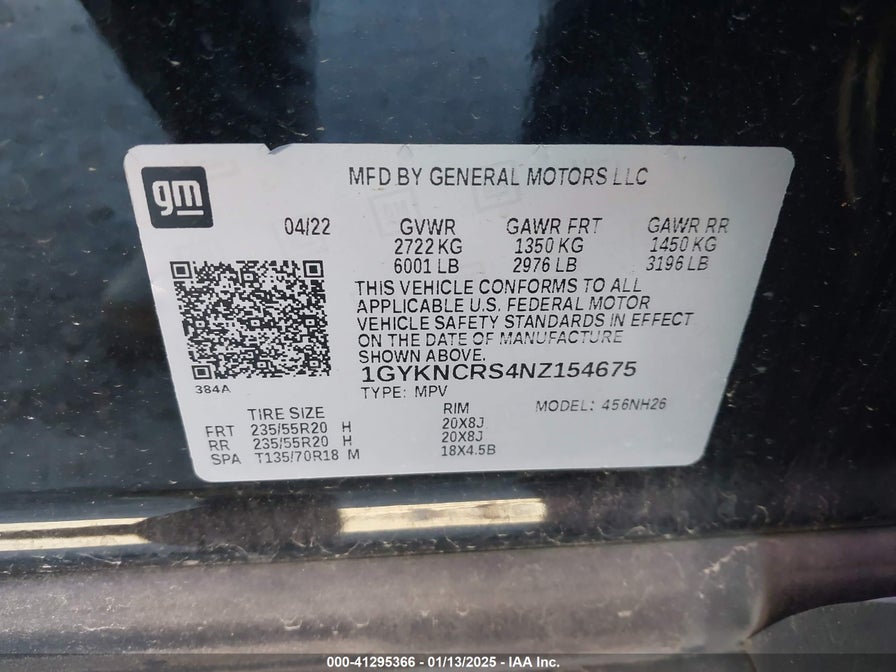 gm
MFD BY GENERAL MOTORS LLC
04/22 GVWR GAWR FRT GAWR RR
2722 KG 1350 KG 1450 KG
6001 LB 2976 LB 3196 LB
THIS VEHICLE CONFORMS TO ALL
APPLICABLE U.S. FEDERAL MOTOR
VEHICLE SAFETY STANDARDS IN EFFECT
ON THE DATE OF MANUFACTURE
SHOWN ABOVE.
384A
1GYKNCRS4NZ154675
TYPE: MPV MODEL: 456NH26
TIRE SIZE RIM
FRT 235/55R20 H 20X8J
RR 235/55R20 H 20X8J
SPA T135/70R18 M 18X4.5B
000-41295366 - 01/13/2025 - IAA Inc.